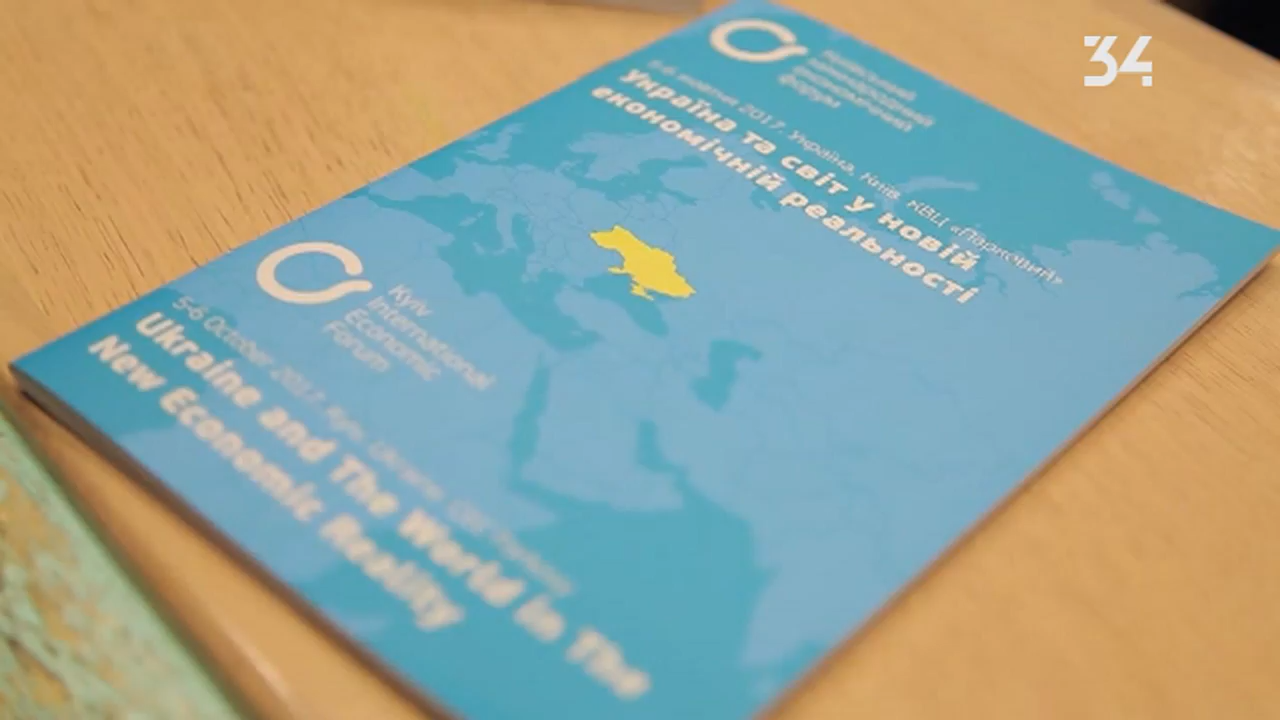 34
Київський
міжнародний
економічний
форум
5-6 жовтня 2017. Україна, Київ, КВЦ «Парковий»
Україна та світ у новій
економічній реальності
Kyiv
International
Economic
Forum
5-6 October 2017. Kyiv, Ukraine,
Ukraine and The World in The
New Economic Reality